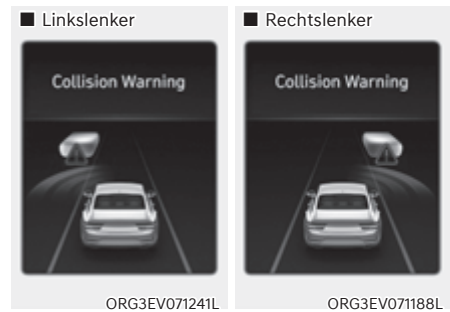 ■ Linkslenker
Collision Warning
ORG3EV071241L
■ Rechtslenker
Collision Warning
ORG3EV071188L